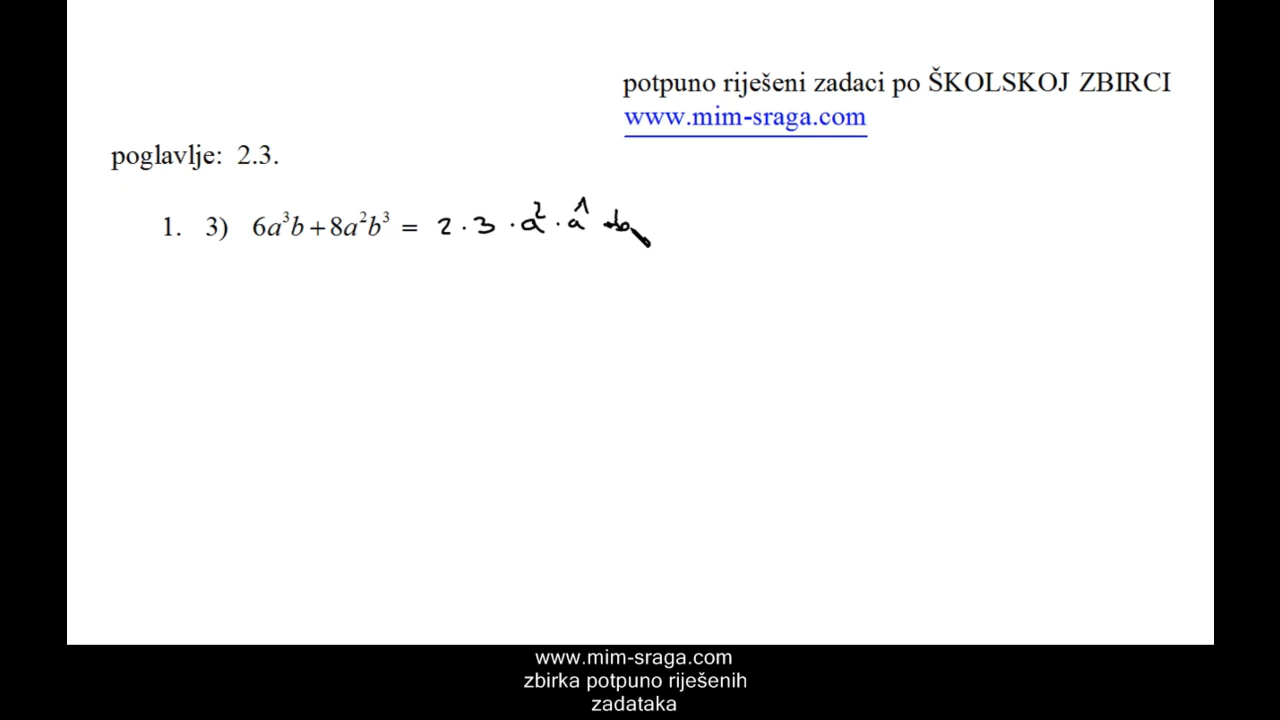 potpuno riješeni zadaci po ŠKOLSKOJ ZBIRCI
www.mim-sraga.com
poglavlje: 2.3.
1. 3) 6a³b + 8a²b³ = 2 · 3 · a² · a¹ · b
www.mim-sraga.com
zbirka potpuno riješenih
zadataka